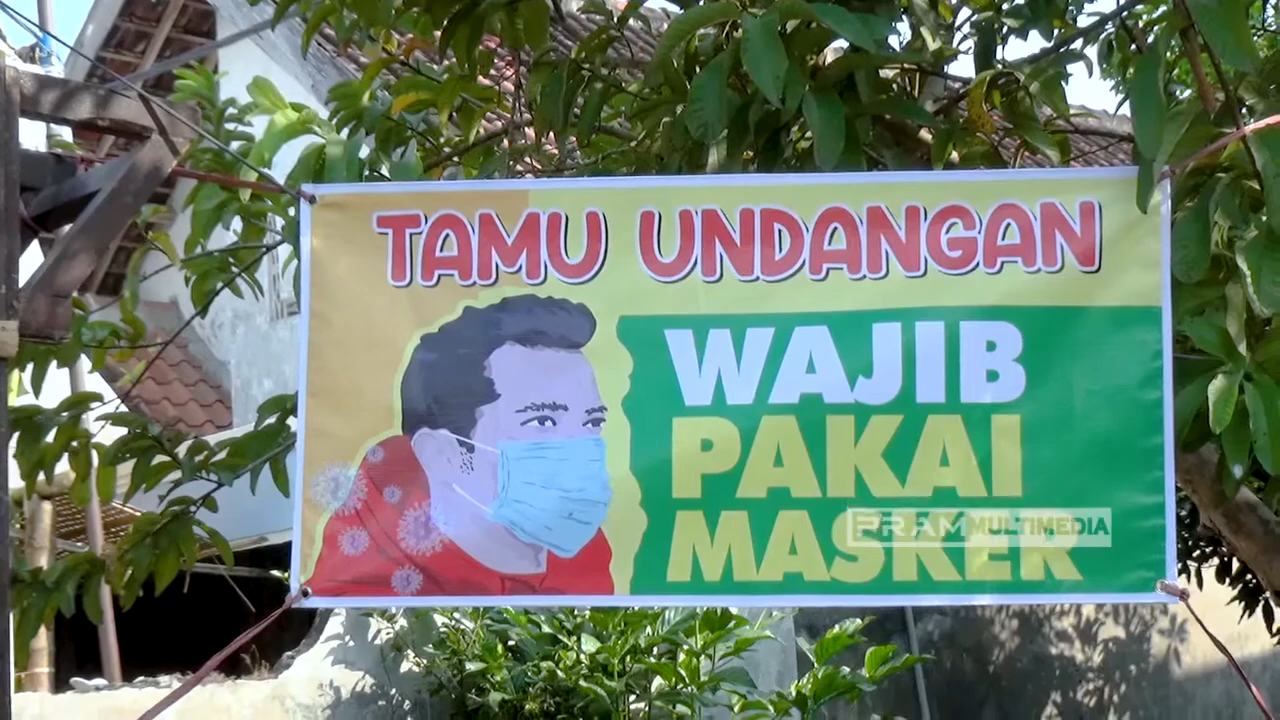 TAMU UNDANGAN
WAJIB
PAKAI
MASKER
PRAM MULTIMEDIA